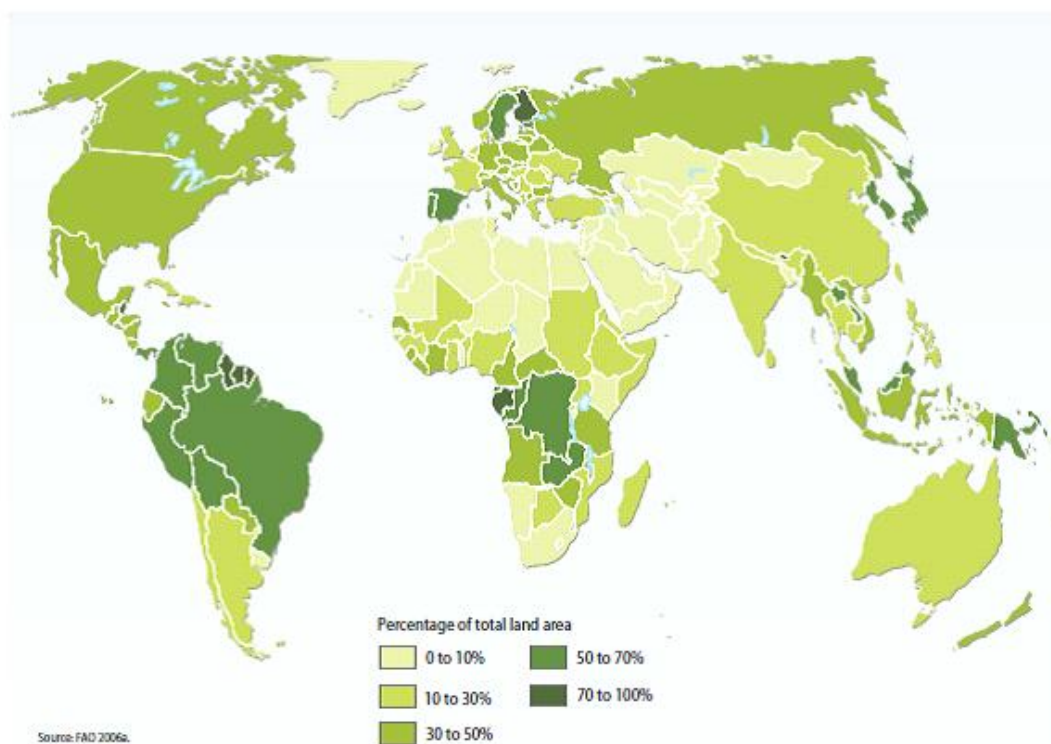 Percentage of total land area
0 to 10%
10 to 30%
30 to 50%
50 to 70%
70 to 100%
Source: FAO 2006a.